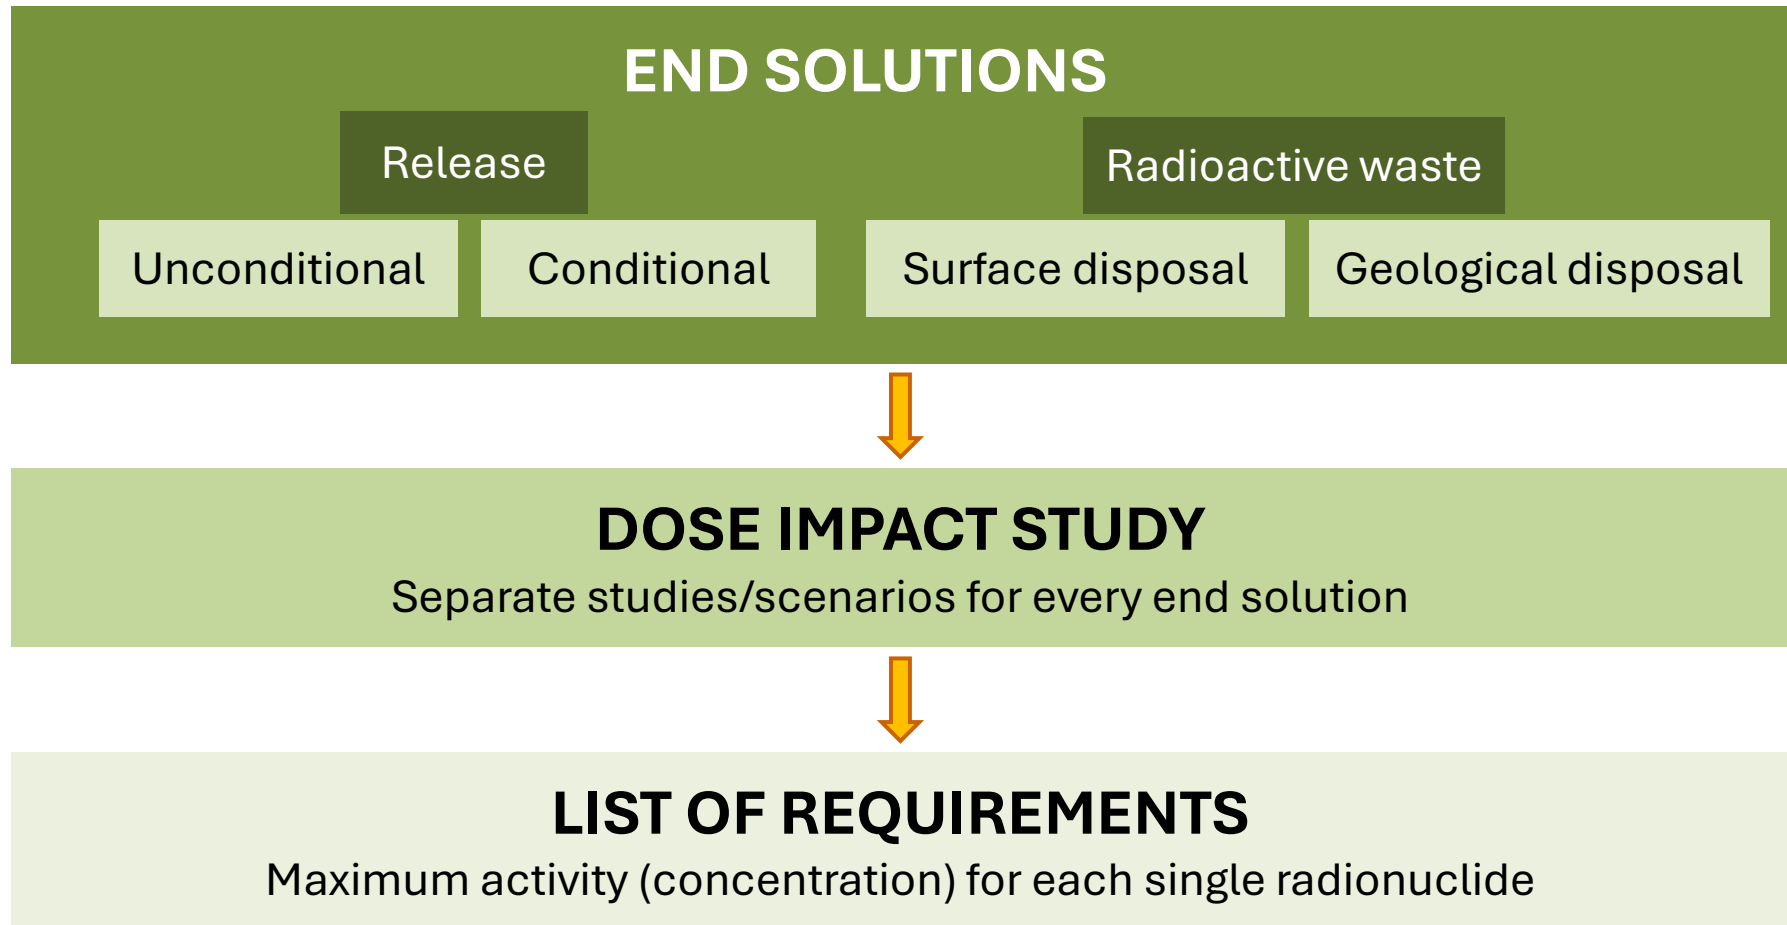 END SOLUTIONS
Release
Radioactive waste
Unconditional
Conditional
Surface disposal
Geological disposal
DOSE IMPACT STUDY
Separate studies/scenarios for every end solution
LIST OF REQUIREMENTS
Maximum activity (concentration) for each single radionuclide